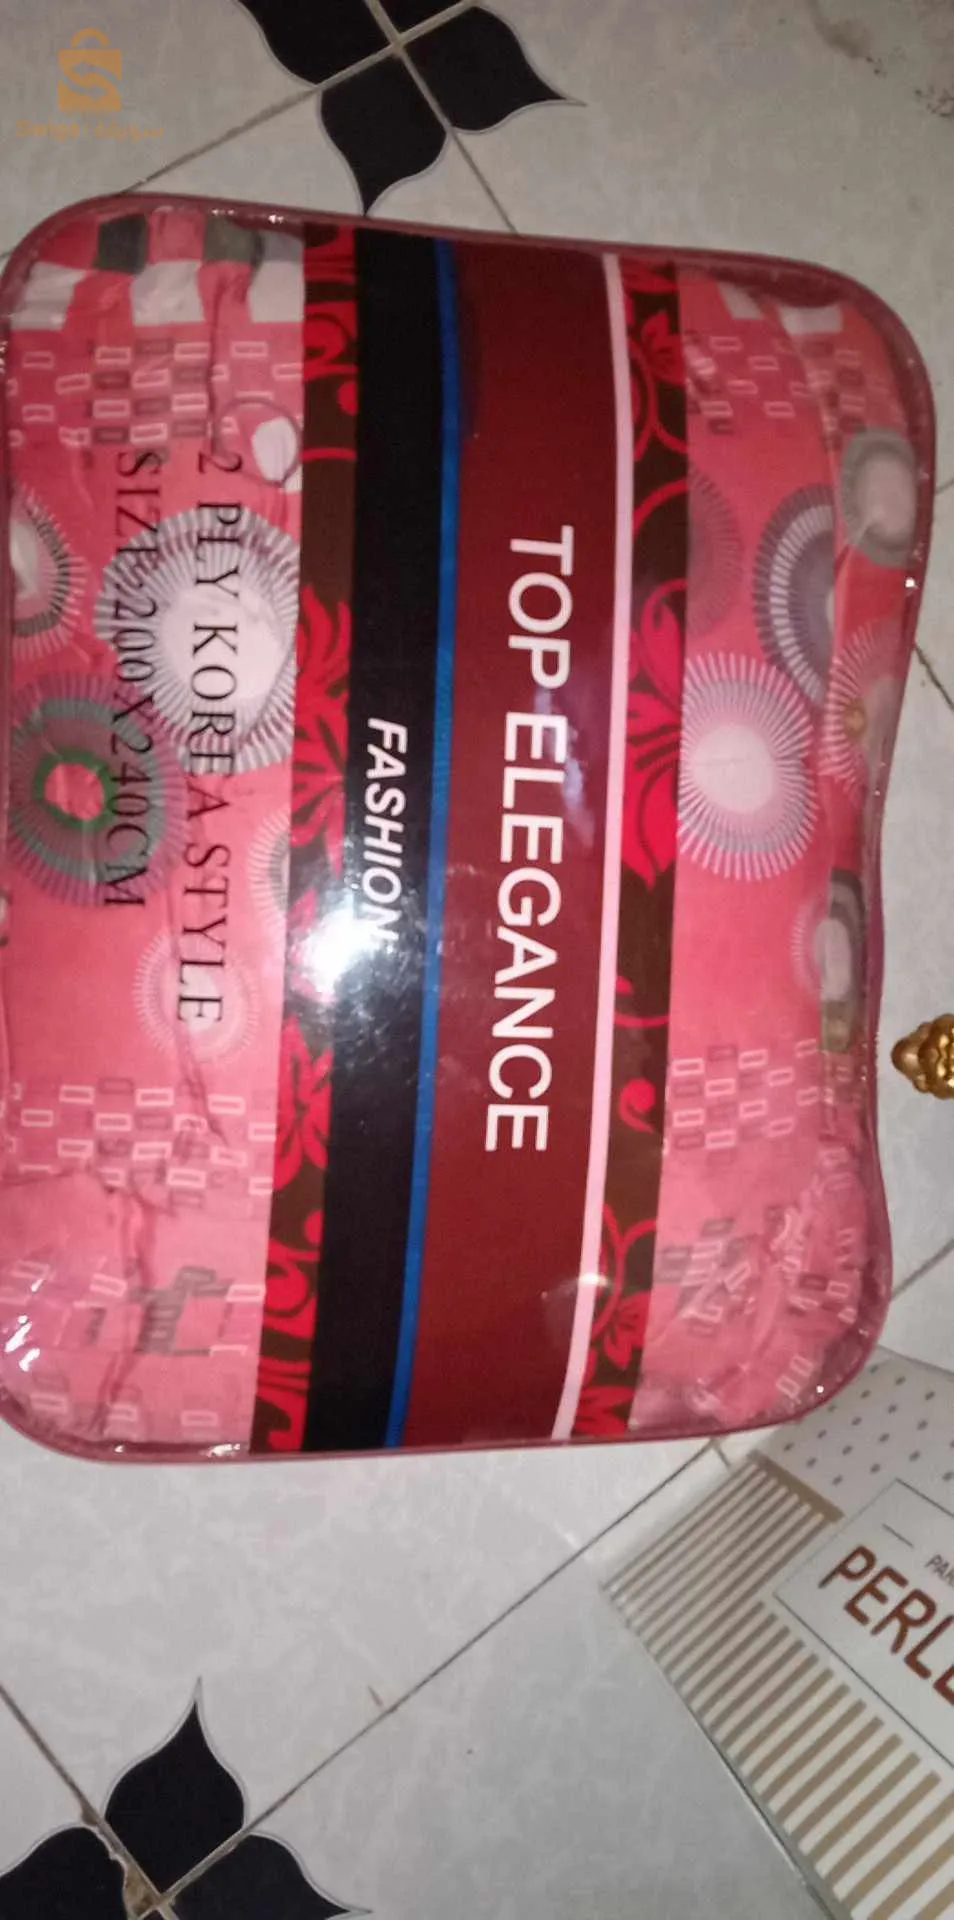 TOP ELEGANCE
FASHION
2 PLY KOREA STYLE
SIZE:200X240CM
PERLE